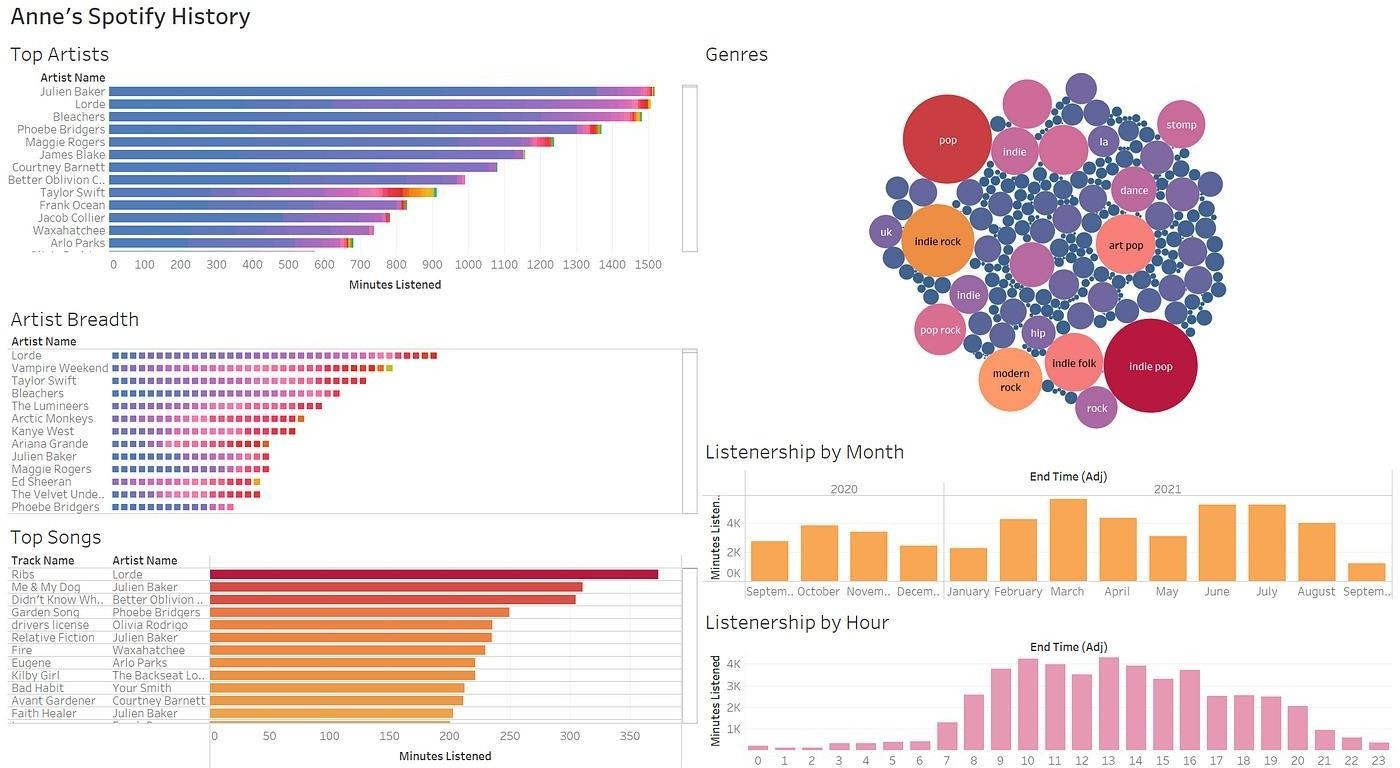 Anne's Spotify History
Top Artists
Artist Name
Julien Baker
Lorde
Bleachers
Phoebe Bridgers
Maggie Rogers
James Blake
Courtney Barnett
Better Oblivion C..
Taylor Swift
Frank Ocean
Jacob Collier
Waxahatchee
Arlo Parks
0 100 200 300 400 500 600 700 800 900 1000 1100 1200 1300 1400 1500
Minutes Listened
Artist Breadth
Artist Name
Lorde
Vampire Weekend
Taylor Swift
Bleachers
The Lumineers
Arctic Monkeys
Kanye West
Ariana Grande
Julien Baker
Maggie Rogers
Ed Sheeran
The Velvet Unde..
Phoebe Bridgers
Top Songs
Track Name Artist Name
Ribs Lorde
Me & My Dog Julien Baker
Didn't Know Wh.. Better Oblivion ..
Garden Song Phoebe Bridgers
drivers license Olivia Rodrigo
Relative Fiction Julien Baker
Fire Waxahatchee
Eugene Arlo Parks
Kilby Girl The Backseat Lo..
Bad Habit Your Smith
Avant Gardener Courtney Barnett
Faith Healer Julien Baker
0 50 100 150 200 250 300 350
Minutes Listened
Genres
pop
indie
la
stomp
dance
uk
indie rock
art pop
indie
pop rock
hip
modern
rock
indie folk
indie pop
rock
Listenership by Month
End Time (Adj)
2020 2021
Minutes Listen..
4K
2K
0K
Septem.. October Novem.. Decem.. January February March April May June July August Septem..
Listenership by Hour
End Time (Adj)
Minutes Listened
4K
3K
2K
1K
0 1 2 3 4 5 6 7 8 9 10 11 12 13 14 15 16 17 18 19 20 21 22 23